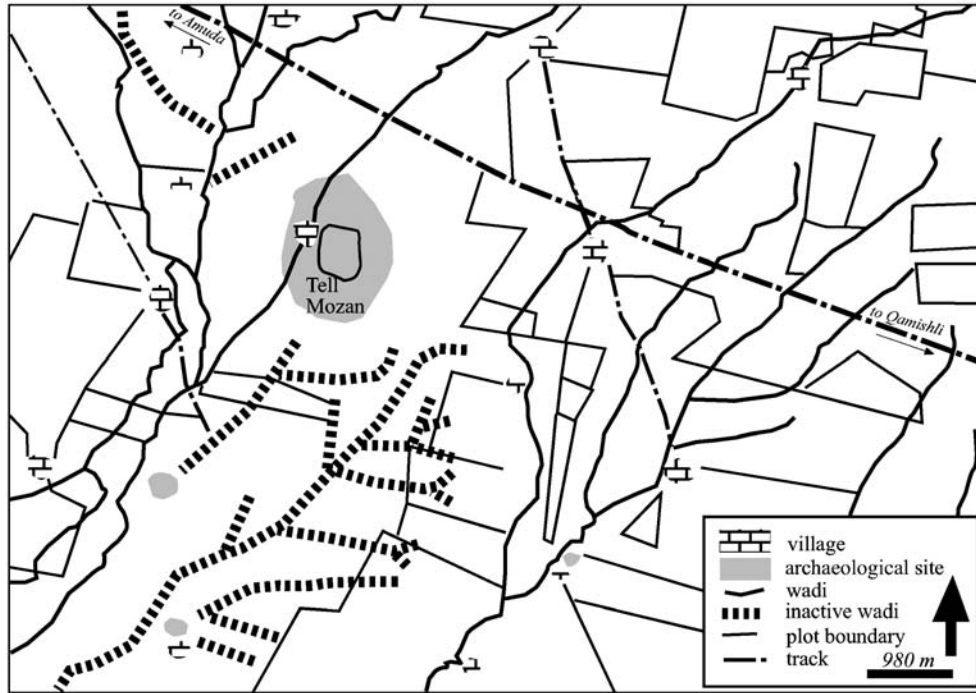 to Amuda
Tell
Mozan
to Qamishli
village
archaeological site
wadi
inactive wadi
plot boundary
track
980 m